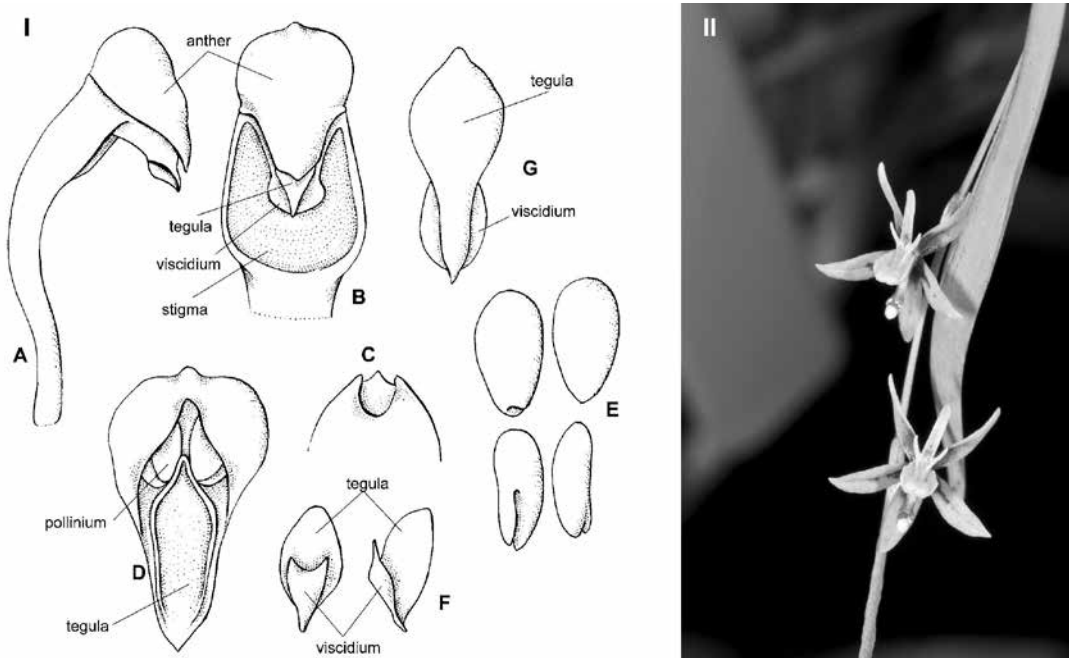 I
anther
tegula
G
viscidium
tegula
viscidium
stigma
B
A
C
E
pollinium
tegula
D
tegula
F
viscidium
II